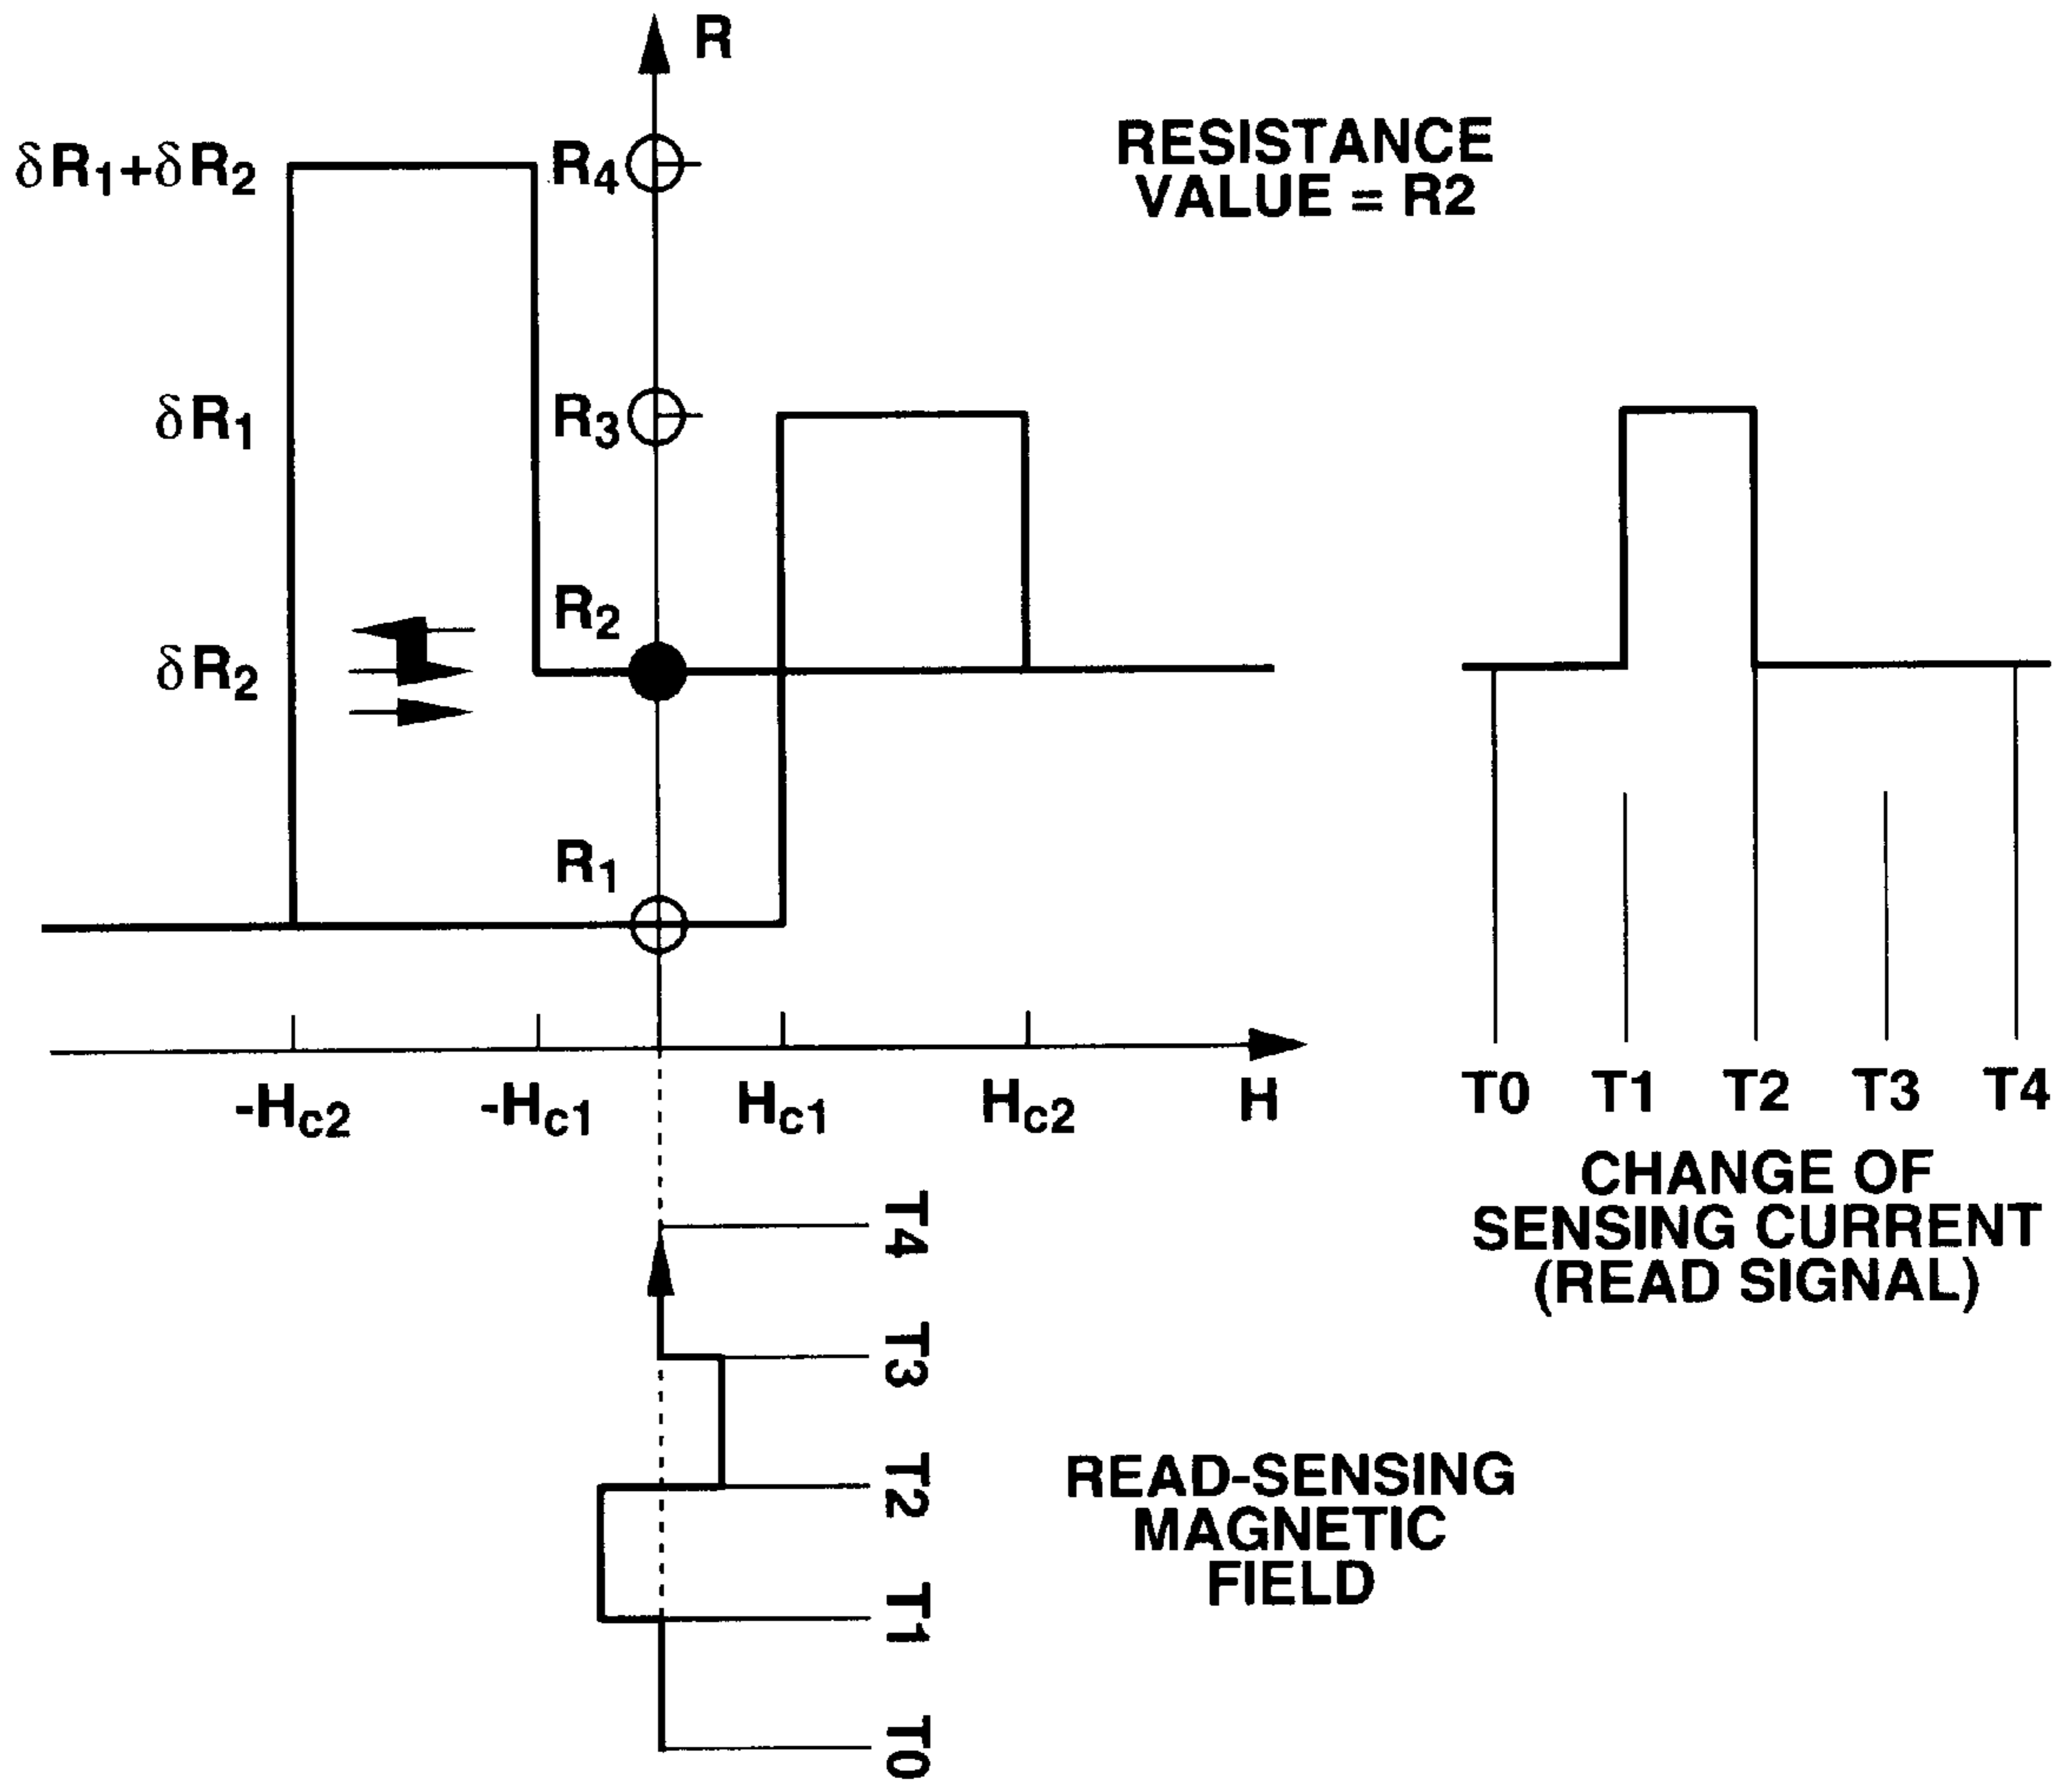 R
RESISTANCE
VALUE = R2
δR1+δR2
R4
δR1
R3
R2
δR2
R1
-Hc2
-Hc1
Hc1
Hc2
H
T0
T1
T2
T3
T4
CHANGE OF
SENSING CURRENT
(READ SIGNAL)
T4
T3
T2
T1
T0
READ-SENSING
MAGNETIC
FIELD